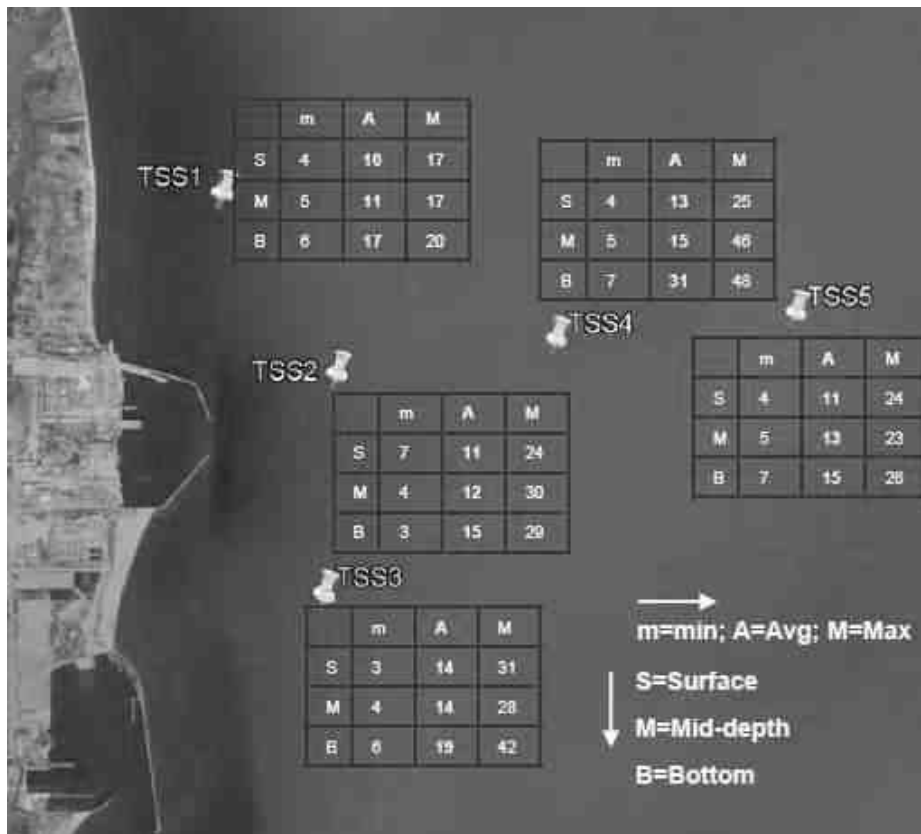 m A M
S 4 10 17
TSS1
M 5 11 17
B 6 17 20
m A M
S 4 13 25
M 5 15 46
B 7 31 46
TSS5
TSS4
m A M
S 4 11 24
M 5 13 23
B 7 15 26
TSS2
m A M
S 7 11 24
M 4 12 30
B 3 15 29
TSS3
m A M
S 3 14 31
M 4 14 28
B 6 19 42
m=min; A=Avg; M=Max
S=Surface
M=Mid-depth
B=Bottom